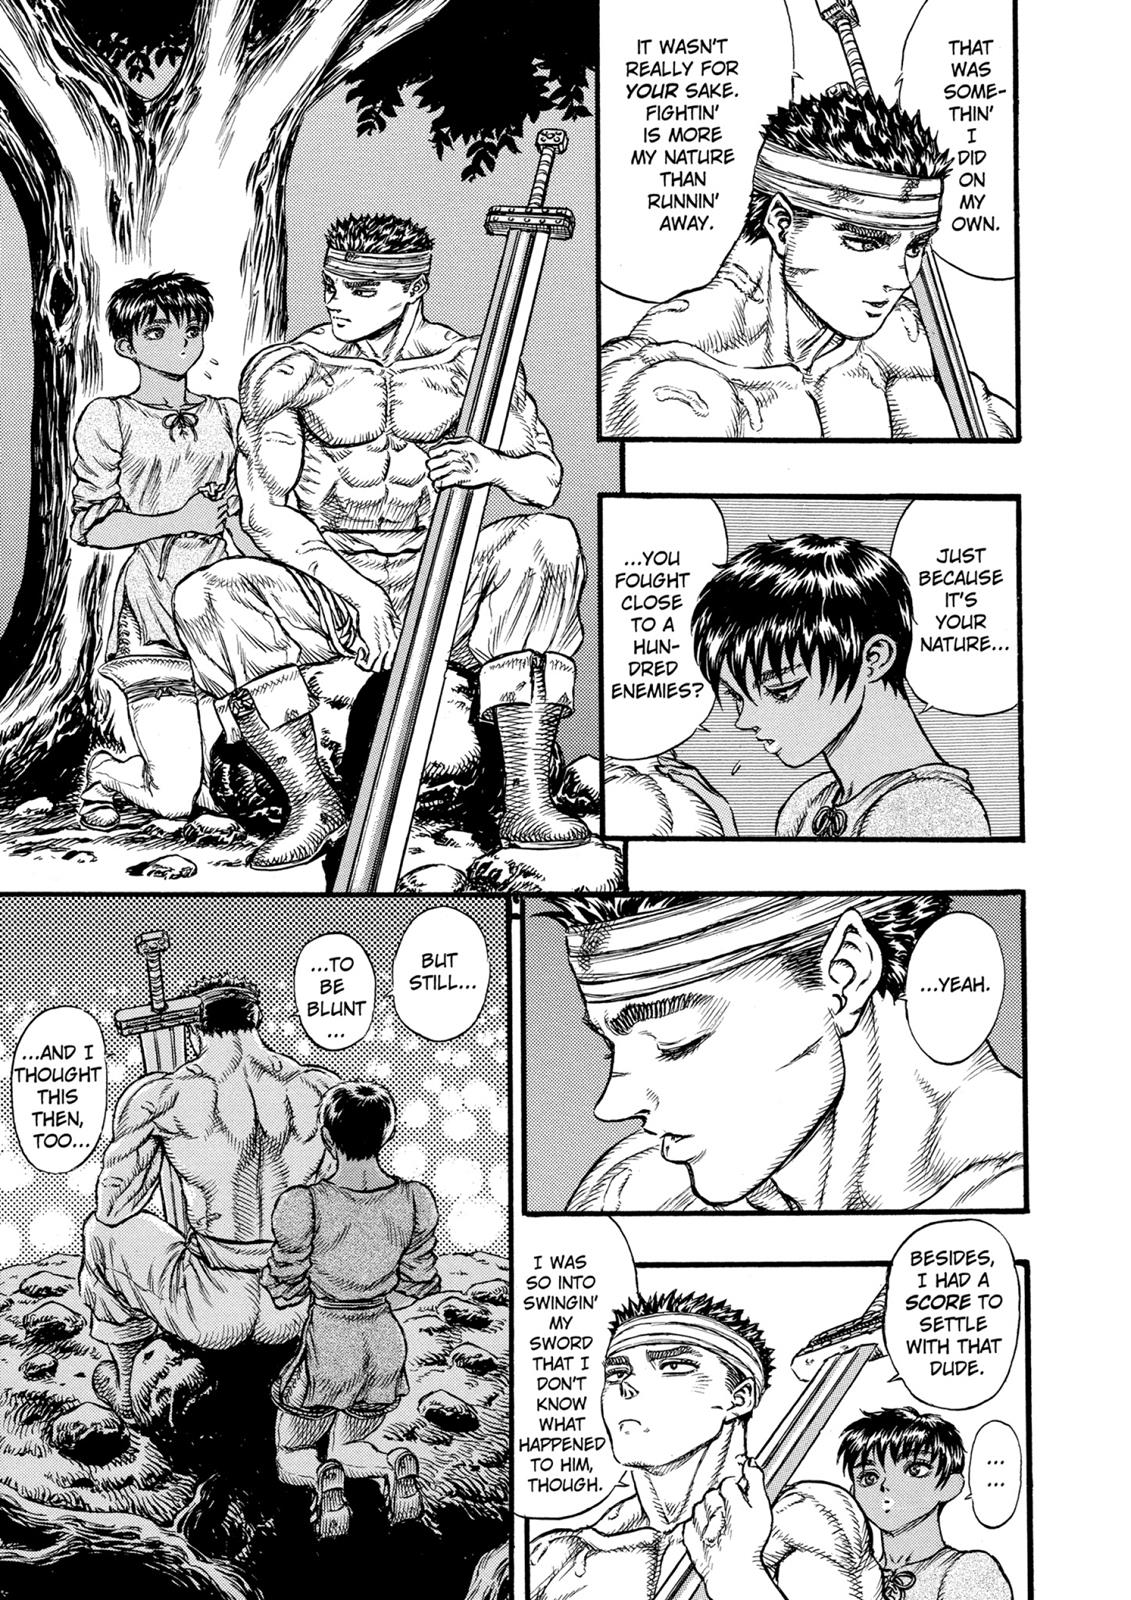 THAT
WAS
SOME-
THIN'
I
DID
ON
MY
OWN.
IT WASN'T
REALLY FOR
YOUR SAKE.
FIGHTIN'
IS MORE
MY NATURE
THAN
RUNNIN'
AWAY.
JUST
BECAUSE
IT'S
YOUR
NATURE...
...YOU
FOUGHT
CLOSE
TO A
HUN-
DRED
ENEMIES?
...YEAH.
BESIDES,
I HAD A
SCORE TO
SETTLE
WITH THAT
DUDE.
I WAS
SO INTO
SWINGIN'
MY
SWORD
THAT I
DON'T
KNOW
WHAT
HAPPENED
TO HIM,
THOUGH.
...
...
BUT
STILL...
...TO
BE
BLUNT
...
...AND I
THOUGHT
THIS
THEN,
TOO...